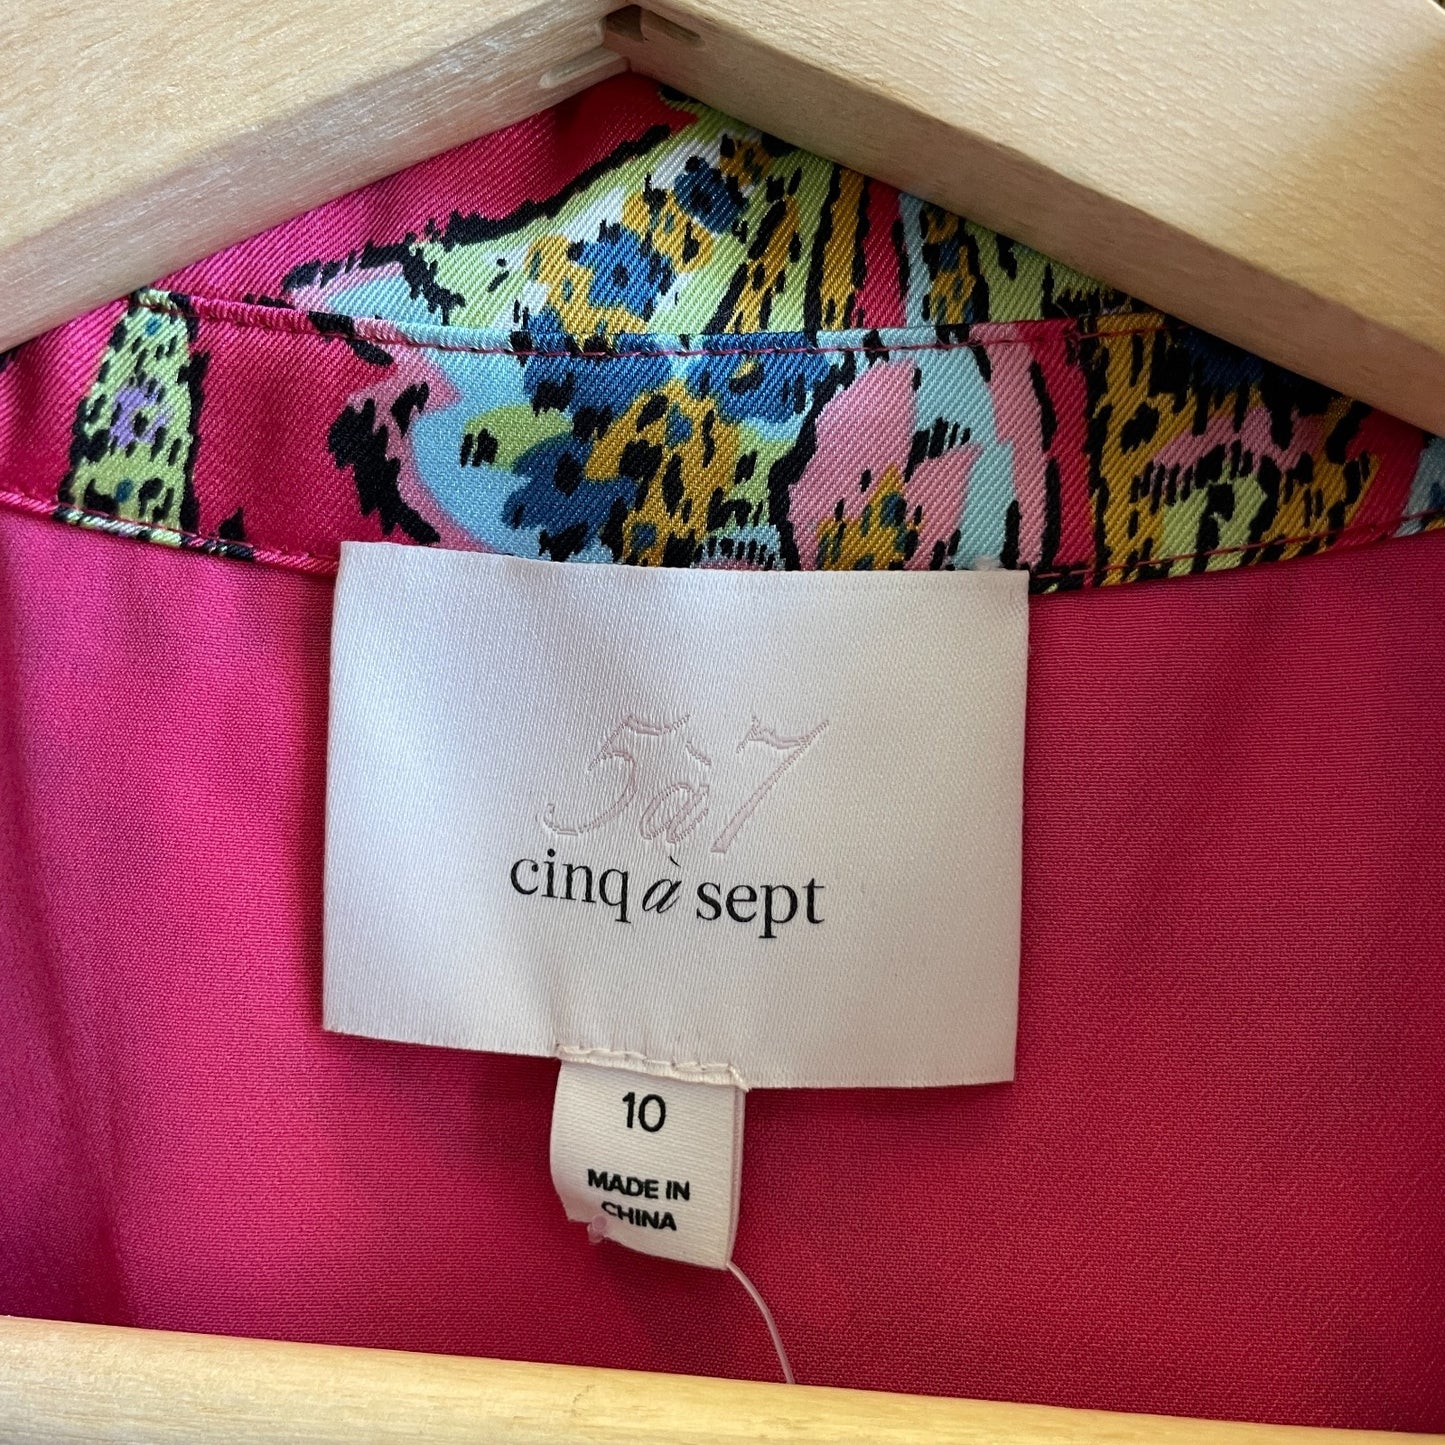 5à7
cinq à sept
10
MADE IN
CHINA